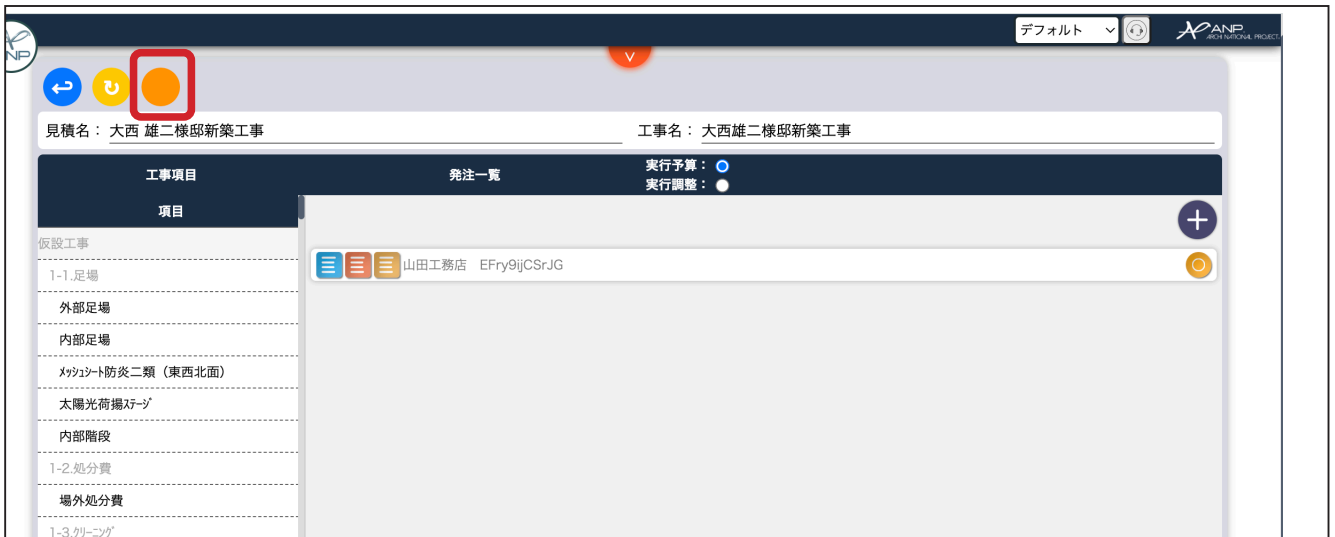 デフォルト
ANP
ARCHI NATIONAL PROJECT.
NP
見積名： 大西 雄二様邸新築工事
工事名： 大西雄二様邸新築工事
工事項目
発注一覧
実行予算：
実行調整：
項目
仮設工事
山田工務店 EFry9ijCSrJG
1-1.足場
外部足場
内部足場
ﾒｯｼｭｼｰﾄ防炎二類（東西北面）
太陽光荷揚ｽﾃｰｼﾞ
内部階段
1-2.処分費
場外処分費
1-3.ｸﾘｰﾆﾝｸﾞ